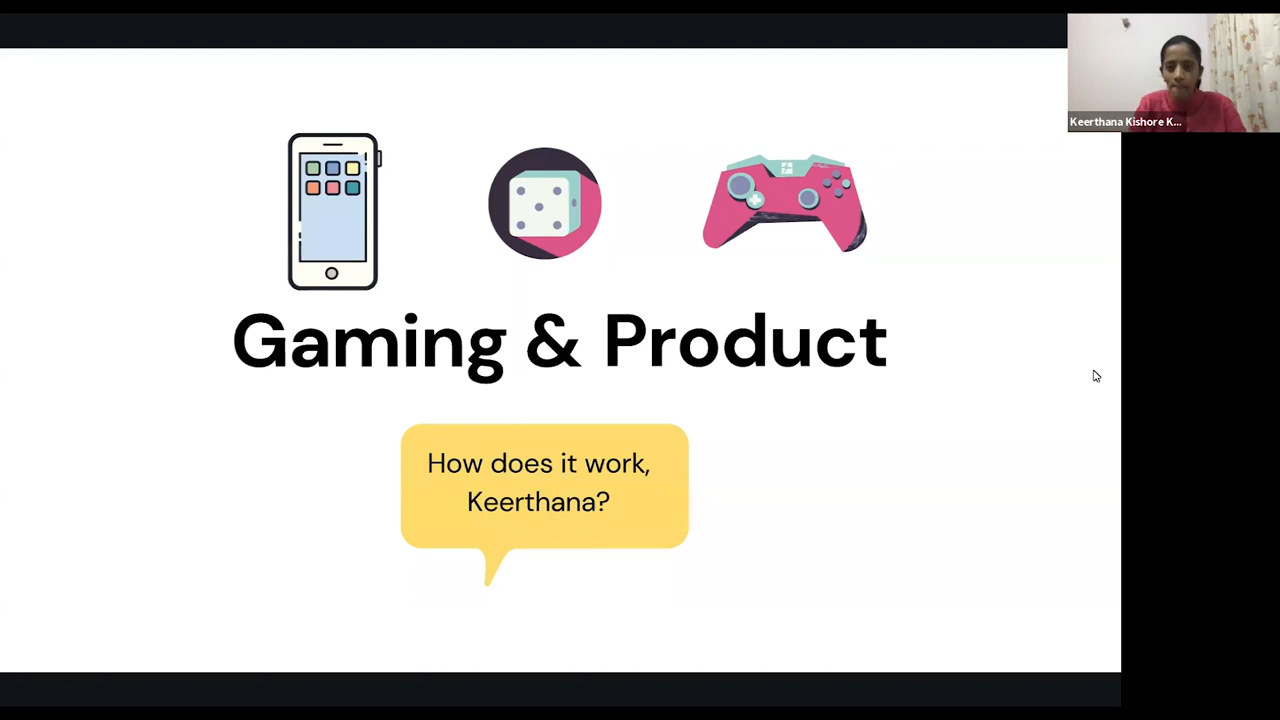 Keerthana Kishore K...
Gaming & Product
How does it work,
Keerthana?